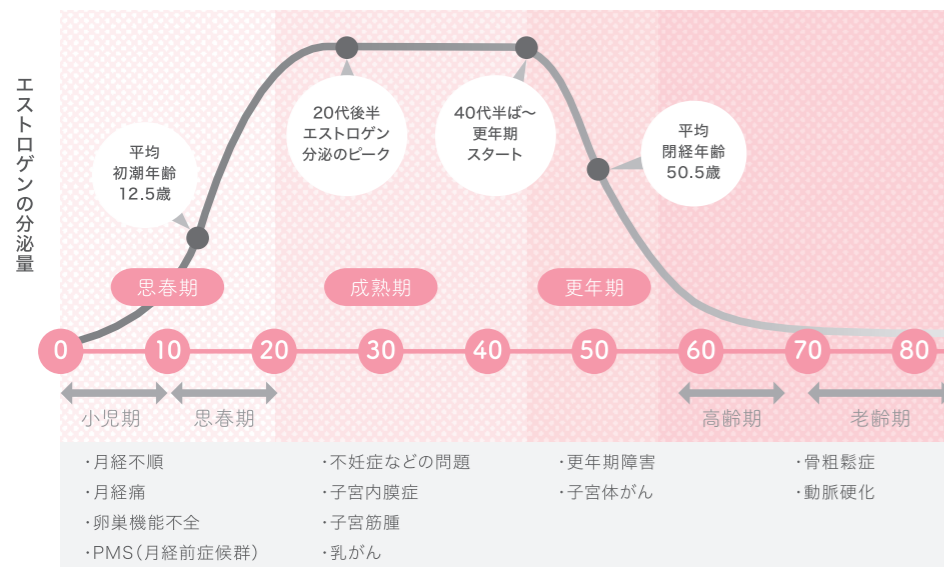 エストロゲンの分泌量
平均
初潮年齢
12.5歳
20代後半
エストロゲン
分泌のピーク
40代半ば〜
更年期
スタート
平均
閉経年齢
50.5歳
思春期
成熟期
更年期
0 10 20 30 40 50 60 70 80
小児期
思春期
高齢期
老齢期
・月経不順
・月経痛
・卵巣機能不全
・PMS(月経前症候群)
・不妊症などの問題
・子宮内膜症
・子宮筋腫
・乳がん
・更年期障害
・子宮体がん
・骨粗鬆症
・動脈硬化